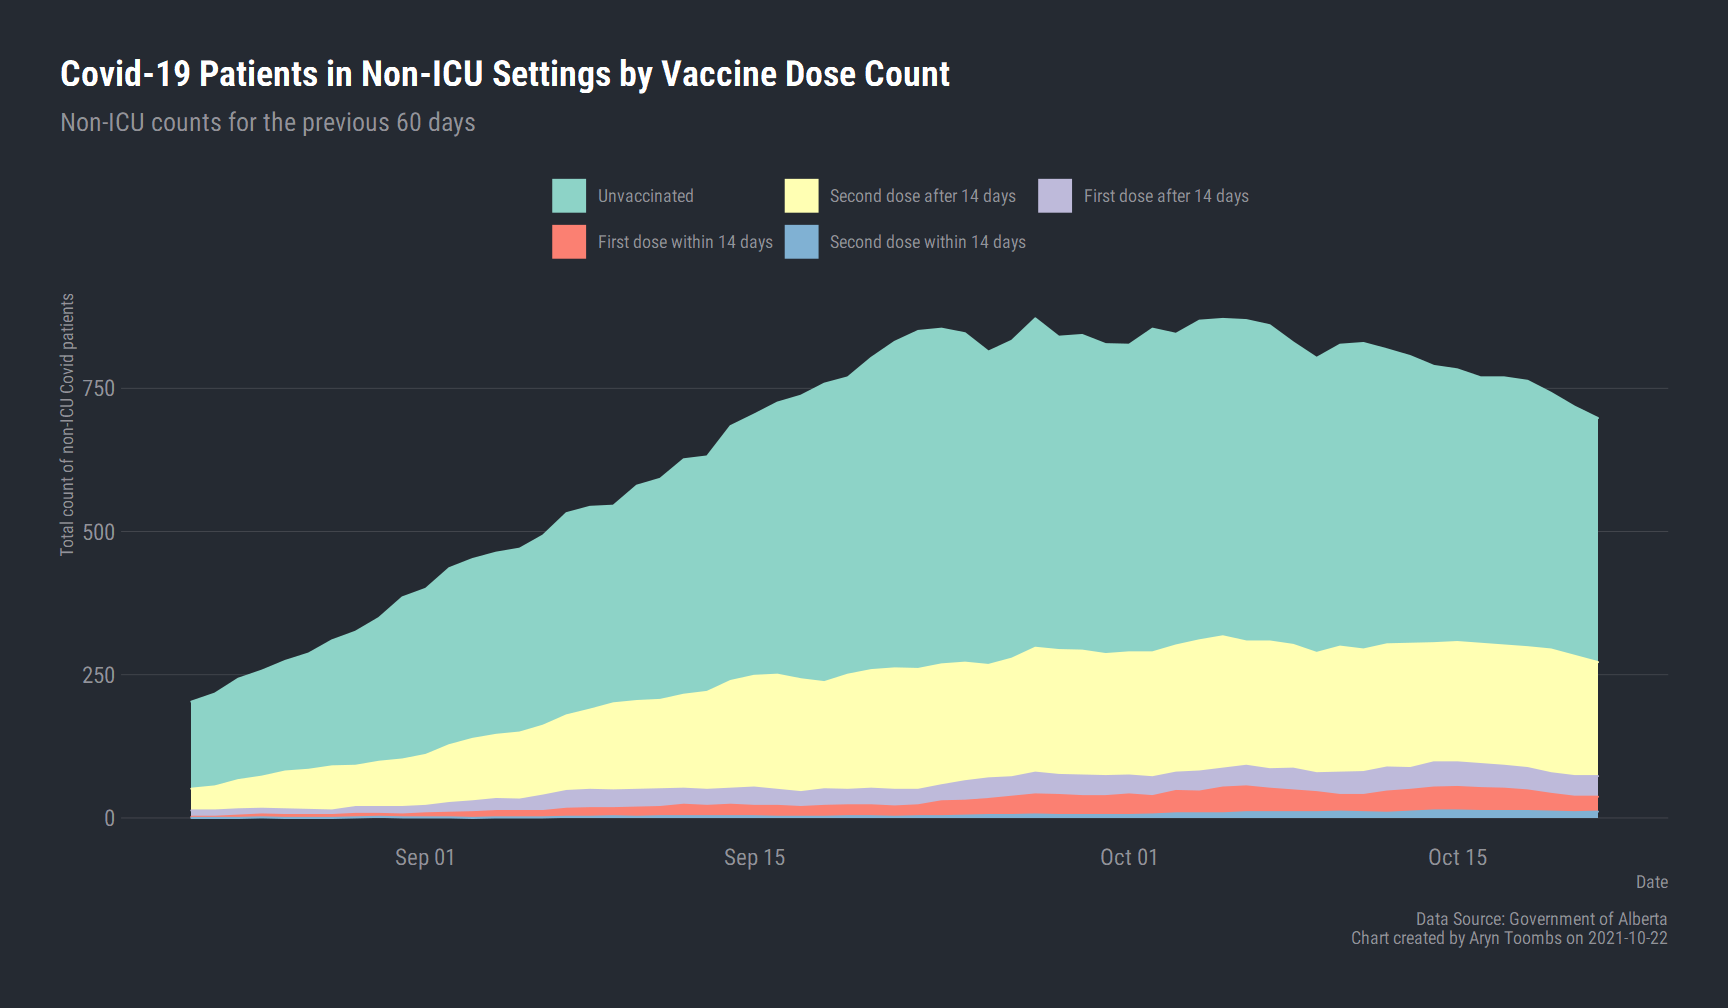 Covid-19 Patients in Non-ICU Settings by Vaccine Dose Count
Non-ICU counts for the previous 60 days
Unvaccinated
Second dose after 14 days
First dose after 14 days
First dose within 14 days
Second dose within 14 days
Total count of non-ICU Covid patients
750
500
250
0
Sep 01
Sep 15
Oct 01
Oct 15
Date
Data Source: Government of Alberta
Chart created by Aryn Toombs on 2021-10-22